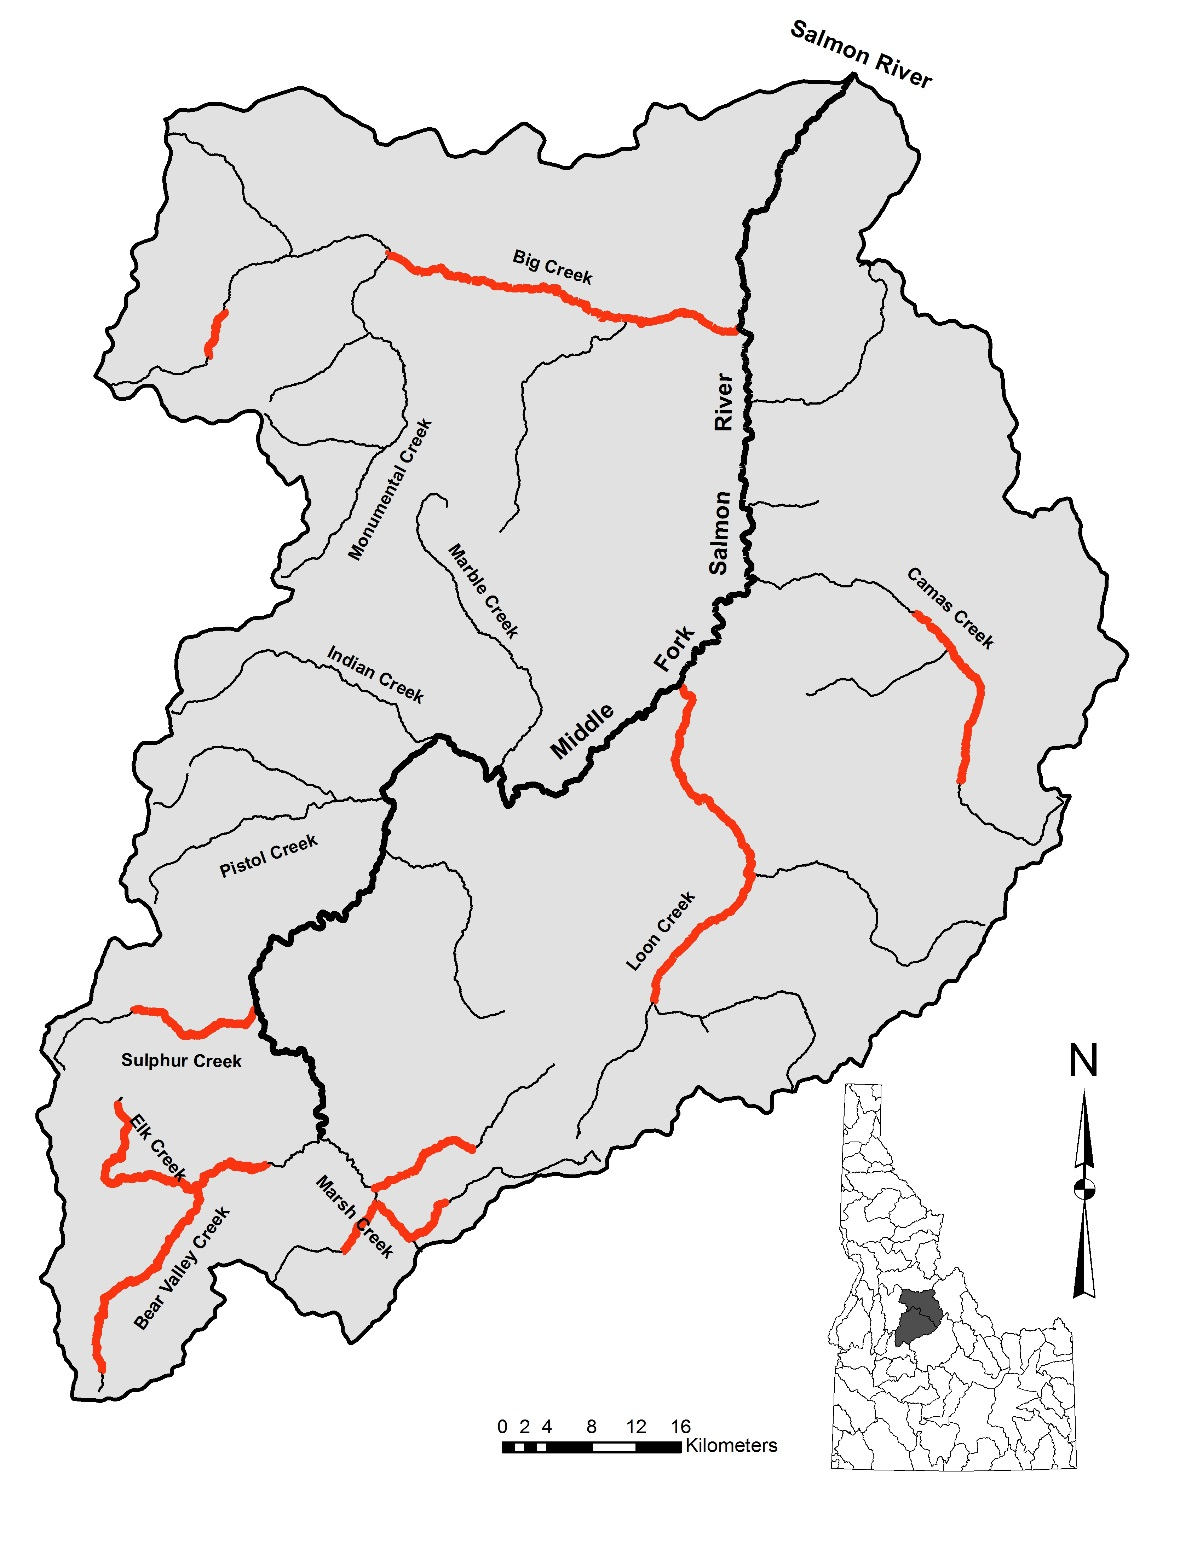 Salmon River
Big Creek
River
Monumental Creek
Salmon
Marble Creek
Camas Creek
Fork
Indian Creek
Middle
Pistol Creek
Loon Creek
Sulphur Creek
N
Elk Creek
Marsh Creek
Bear Valley Creek
0 2 4 8 12 16
Kilometers